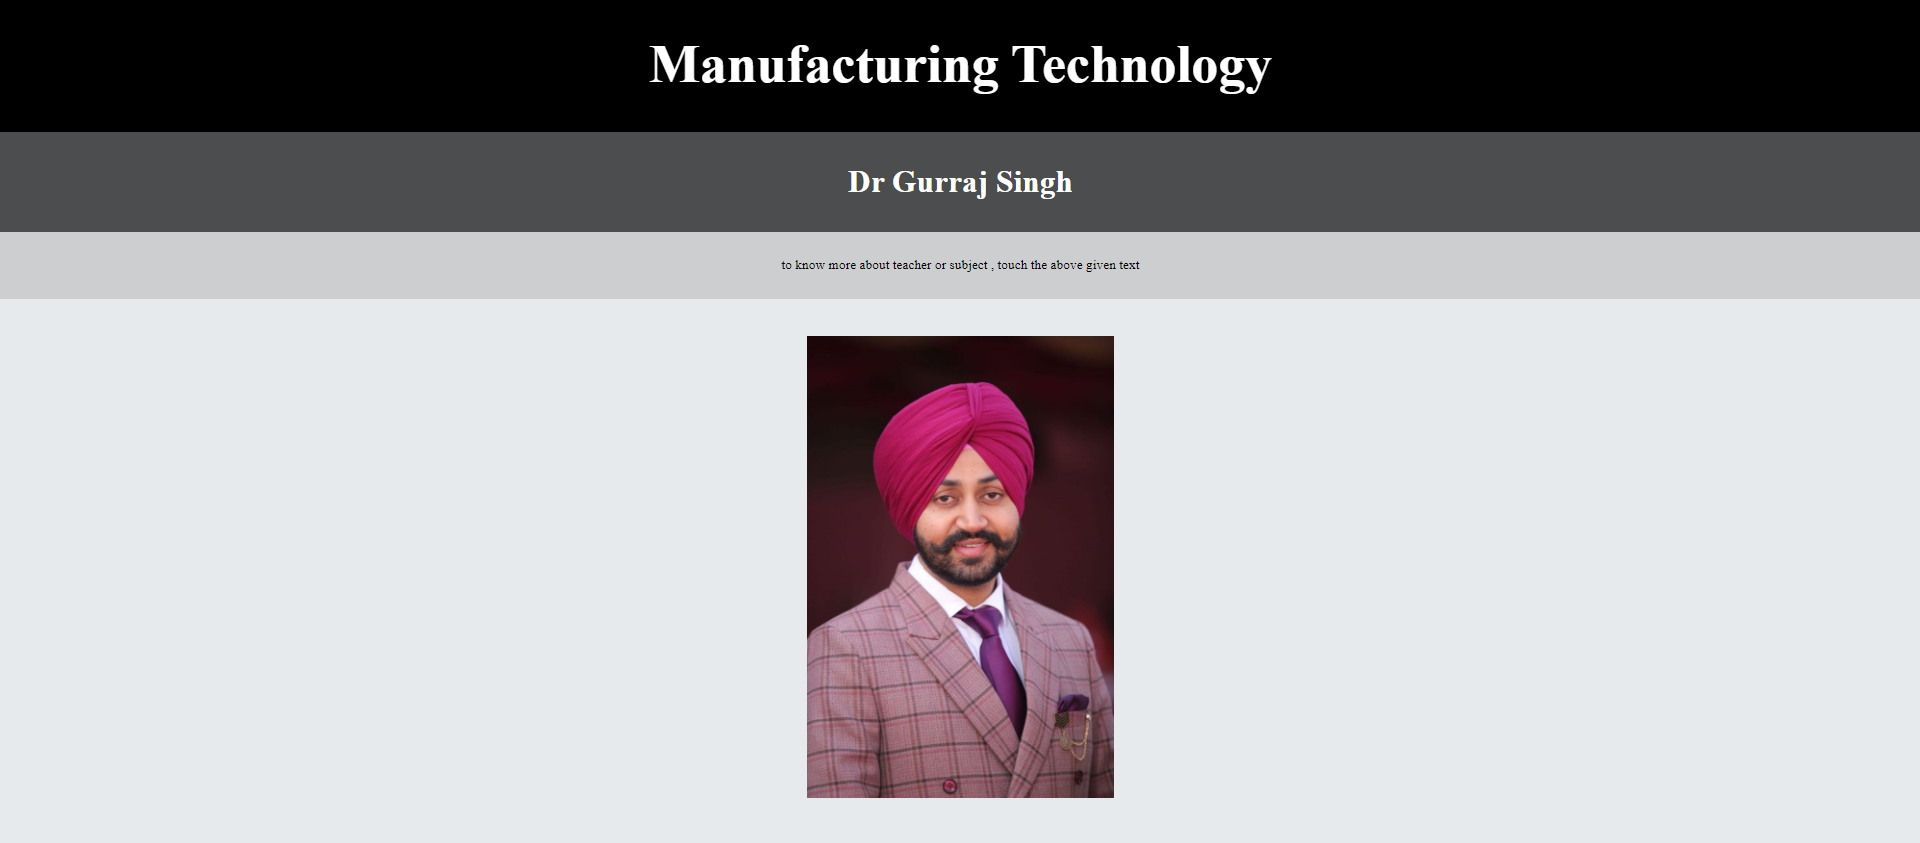 Manufacturing Technology
Dr Gurraj Singh
to know more about teacher or subject , touch the above given text